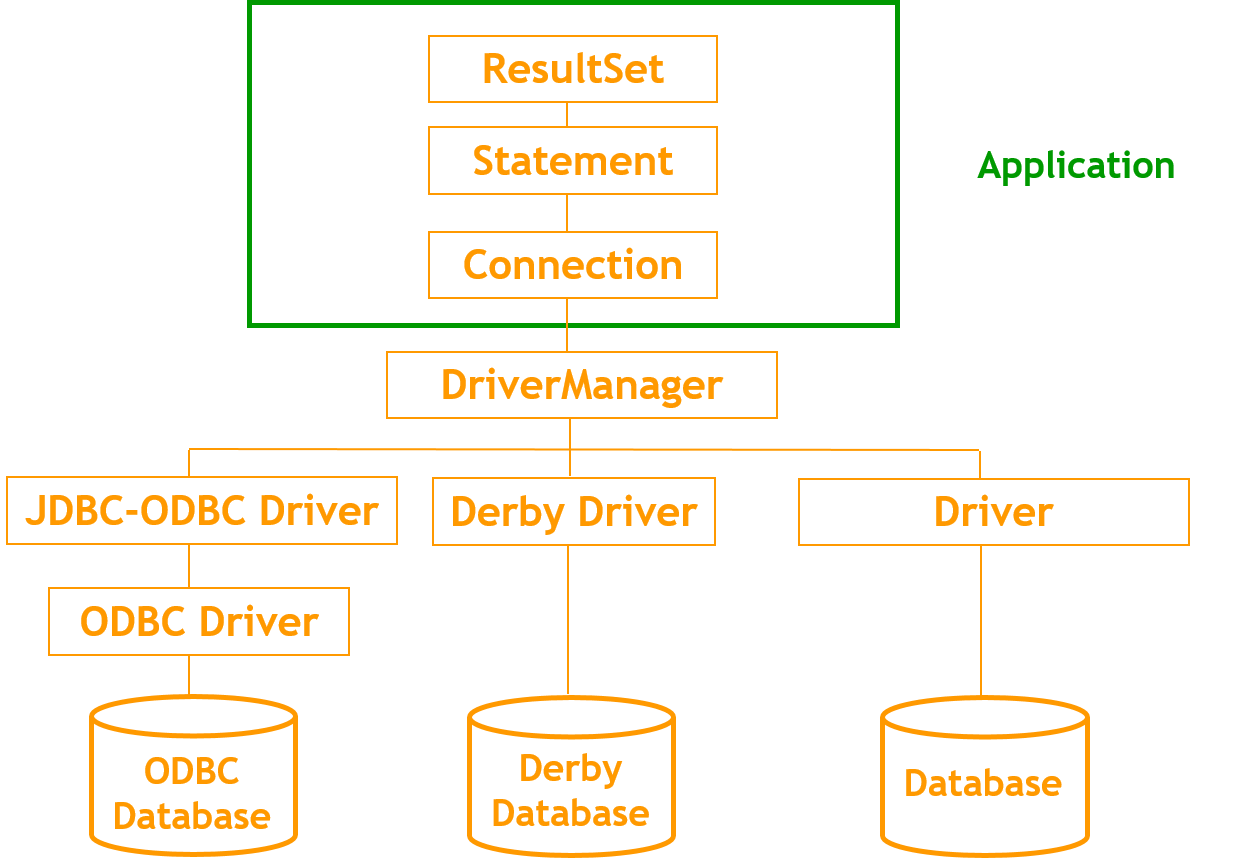 ResultSet
Statement
Application
Connection
DriverManager
JDBC-ODBC Driver
Derby Driver
Driver
ODBC Driver
ODBC
Database
Derby
Database
Database